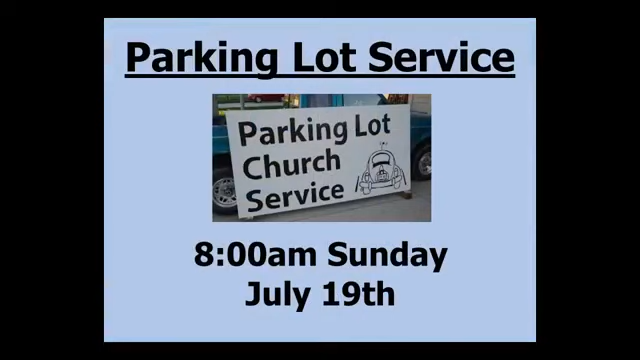 Parking Lot Service
Parking Lot
Church
Service
8:00am Sunday
July 19th